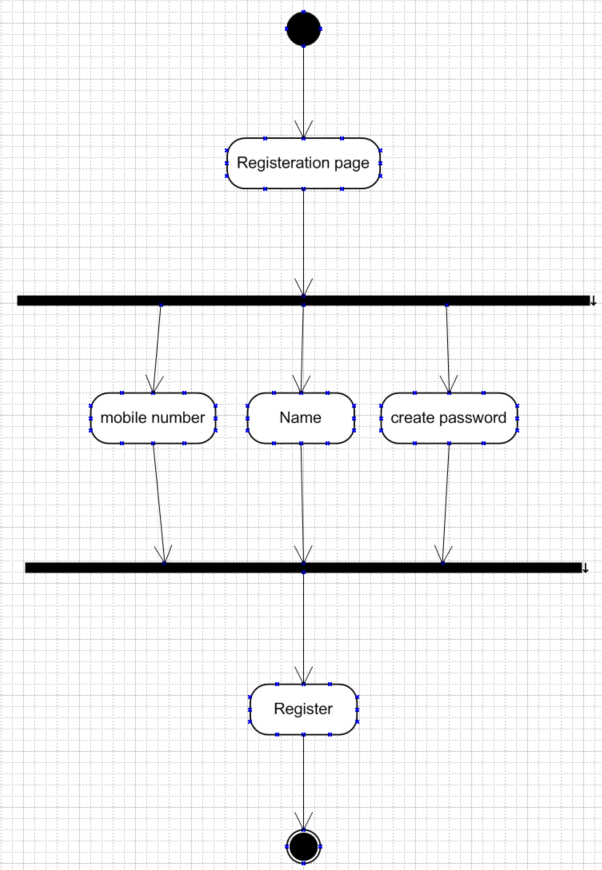 Registeration page
mobile number
Name
create password
Register